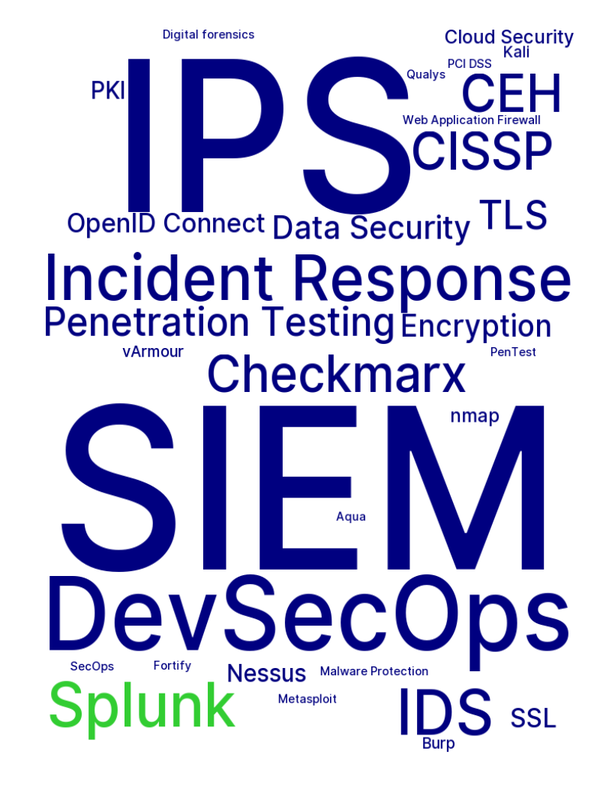 Digital forensics
Cloud Security
Kali
PCI DSS
Qualys
PKI
IPS
CEH
Web Application Firewall
CISSP
TLS
OpenID Connect
Data Security
Incident Response
Penetration Testing
Encryption
vArmour
PenTest
Checkmarx
nmap
SIEM
Aqua
DevSecOps
SecOps
Fortify
Nessus
Malware Protection
Splunk
Metasploit
IDS
SSL
Burp